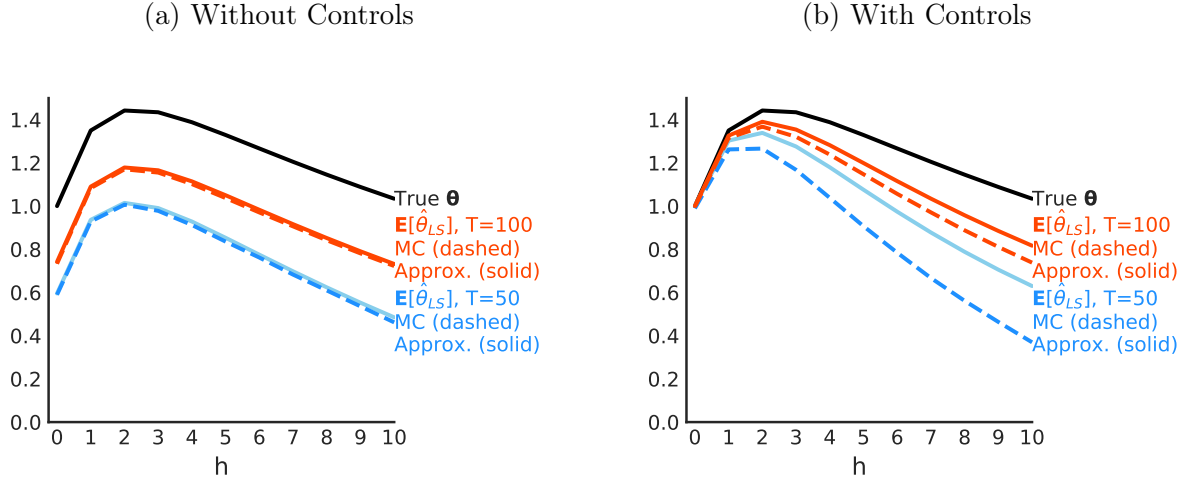 (a) Without Controls
1.4
1.2
1.0
0.8
0.6
0.4
0.2
0.0
0 1 2 3 4 5 6 7 8 9 10
h
True θ
E[θ̂_LS], T=100
MC (dashed)
Approx. (solid)
E[θ̂_LS], T=50
MC (dashed)
Approx. (solid)
(b) With Controls
1.4
1.2
1.0
0.8
0.6
0.4
0.2
0.0
0 1 2 3 4 5 6 7 8 9 10
h
True θ
E[θ̂_LS], T=100
MC (dashed)
Approx. (solid)
E[θ̂_LS], T=50
MC (dashed)
Approx. (solid)